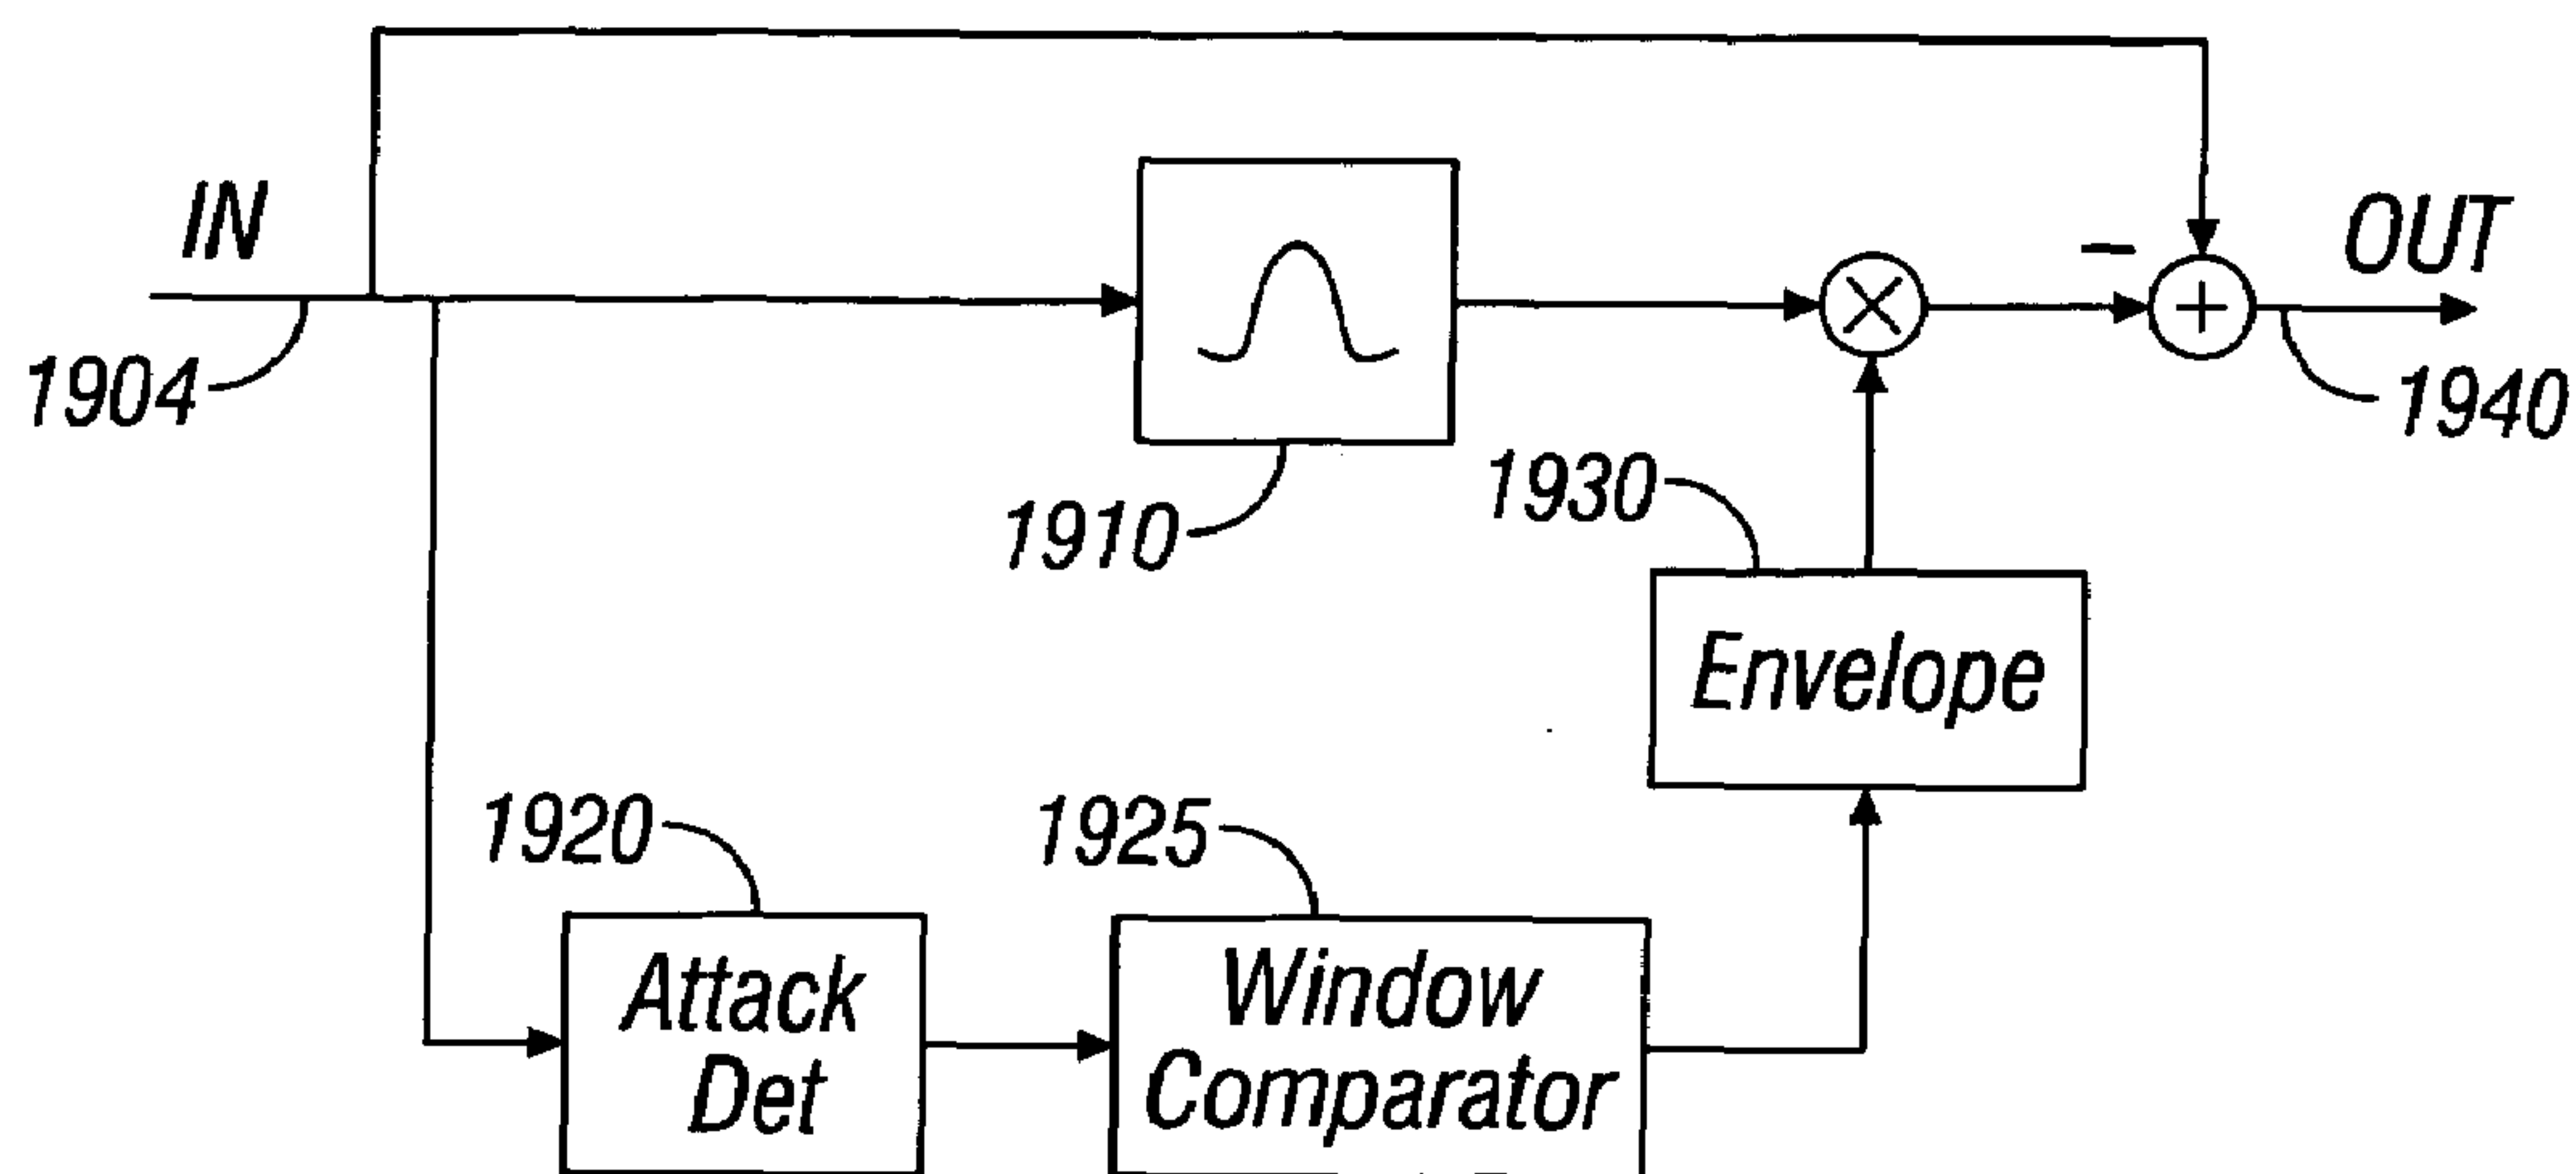 IN
OUT
1904
1940
1910
1930
Envelope
1920
1925
Attack
Det
Window
Comparator